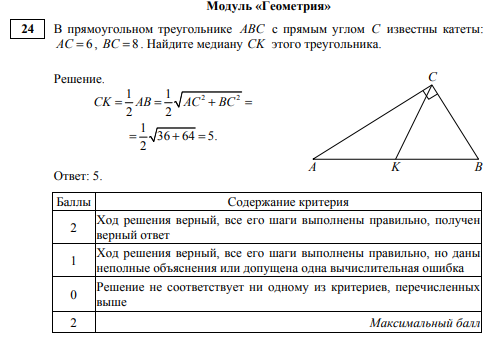 Модуль «Геометрия»
24 В прямоугольном треугольнике ABC с прямым углом C известны катеты:
AC = 6 , BC = 8 . Найдите медиану CK этого треугольника.
Решение.
CK = 1/2 AB = 1/2 √(AC² + BC²) =
= 1/2 √(36 + 64) = 5.
C
A K B
Ответ: 5.
Баллы Содержание критерия
2 Ход решения верный, все его шаги выполнены правильно, получен
верный ответ
1 Ход решения верный, все его шаги выполнены правильно, но даны
неполные объяснения или допущена одна вычислительная ошибка
0 Решение не соответствует ни одному из критериев, перечисленных
выше
2 Максимальный балл